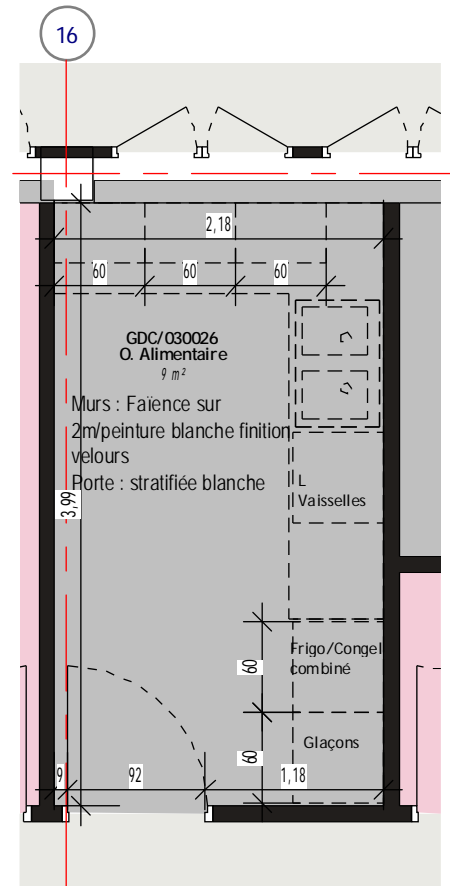 16
2,18
60 60 60
GDC/030026
O. Alimentaire
9 m²
Murs : Faïence sur
2m/peinture blanche finition
velours
Porte : stratifiée blanche
L
Vaisselles
3,99
Frigo/Congel
combiné
60
Glaçons
60
9 92 1,18